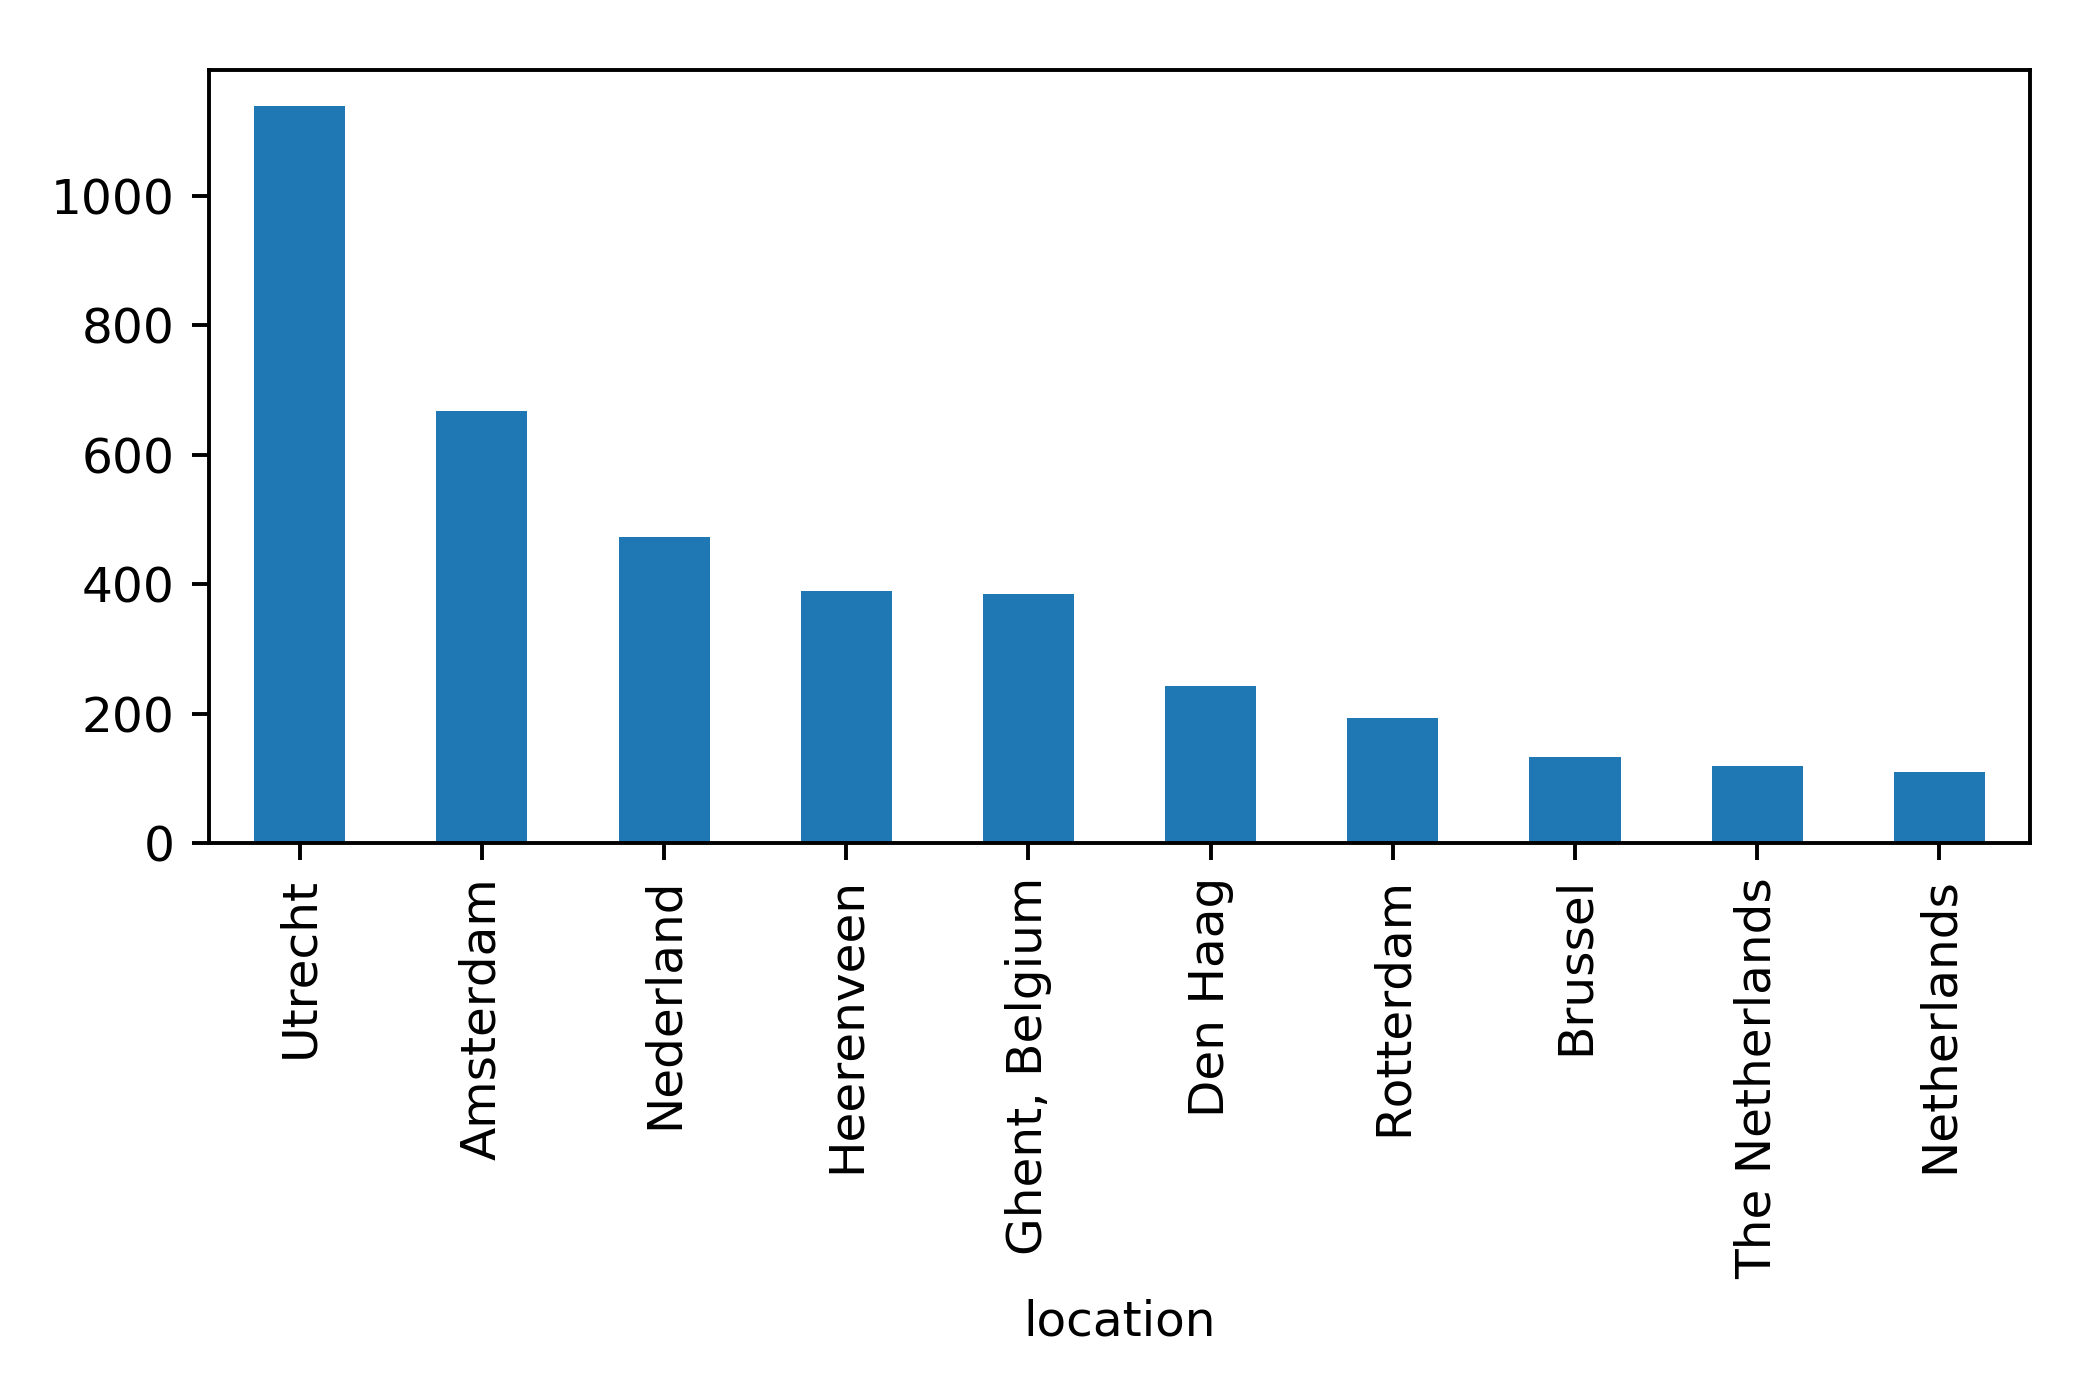 1000
800
600
400
200
0
Utrecht
Amsterdam
Nederland
Heerenveen
Ghent, Belgium
Den Haag
Rotterdam
Brussel
The Netherlands
Netherlands
location